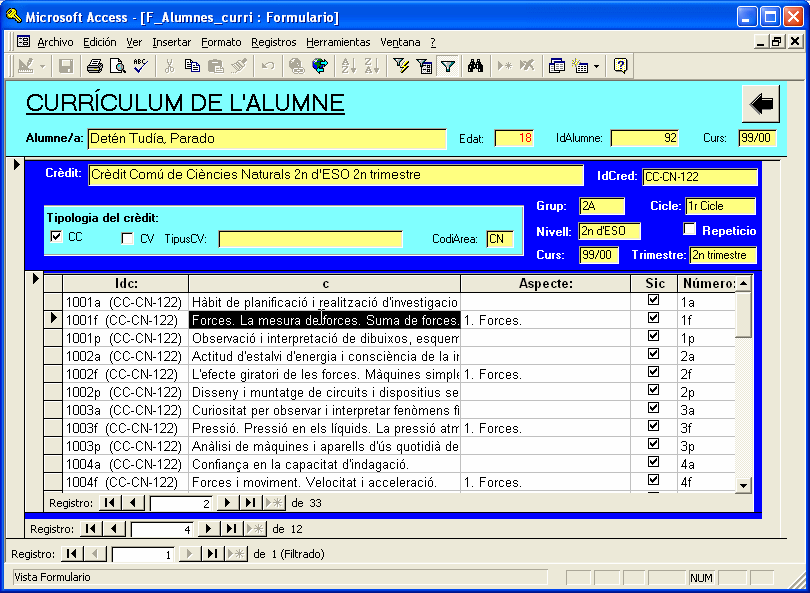 Microsoft Access - [F_Alumnes_curri : Formulario]
Archivo Edición Ver Insertar Formato Registros Herramientas Ventana ?
CURRÍCULUM DE L'ALUMNE
Alumne/a: Detén Tudía, Parado Edat: 18 IdAlumne: 92 Curs: 99/00
Crèdit: Crèdit Comú de Ciències Naturals 2n d'ESO 2n trimestre IdCred: CC-CN-122
Grup: 2A Cicle: 1r Cicle
Tipologia del crèdit:
Nivell: 2n d'ESO Repeticio
CC CV TipusCV: CodiArea: CN
Curs: 99/00 Trimestre: 2n trimestre
Idc: c Aspecte: Sic Número:
1001a (CC-CN-122) Hàbit de planificació i realització d'investigacio 1a
1001f (CC-CN-122) Forces. La mesura de forces. Suma de forces. 1. Forces. 1f
1001p (CC-CN-122) Observació i interpretació de dibuixos, esquem 1p
1002a (CC-CN-122) Actitud d'estalvi d'energia i consciència de la in 2a
1002f (CC-CN-122) L'efecte giratori de les forces. Màquines simple 1. Forces. 2f
1002p (CC-CN-122) Disseny i muntatge de circuits i dispositius se 2p
1003a (CC-CN-122) Curiositat per observar i interpretar fenòmens fi 3a
1003f (CC-CN-122) Pressió. Pressió en els líquids. La pressió atm 1. Forces. 3f
1003p (CC-CN-122) Anàlisi de màquines i aparells d'ús quotidià de 3p
1004a (CC-CN-122) Confiança en la capacitat d'indagació. 4a
1004f (CC-CN-122) Forces i moviment. Velocitat i acceleració. 1. Forces. 4f
Registro: 2 de 33
Registro: 4 de 12
Registro: 1 de 1 (Filtrado)
Vista Formulario NUM